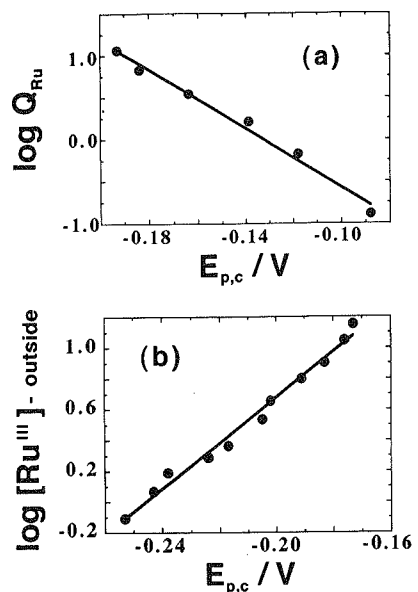 (a)
log Q_Ru
1.0
0.0
-1.0
-0.18
-0.14
-0.10
E_p,c / V
(b)
log [Ru^III] - outside
1.0
0.6
0.2
-0.2
-0.24
-0.20
-0.16
E_p,c / V